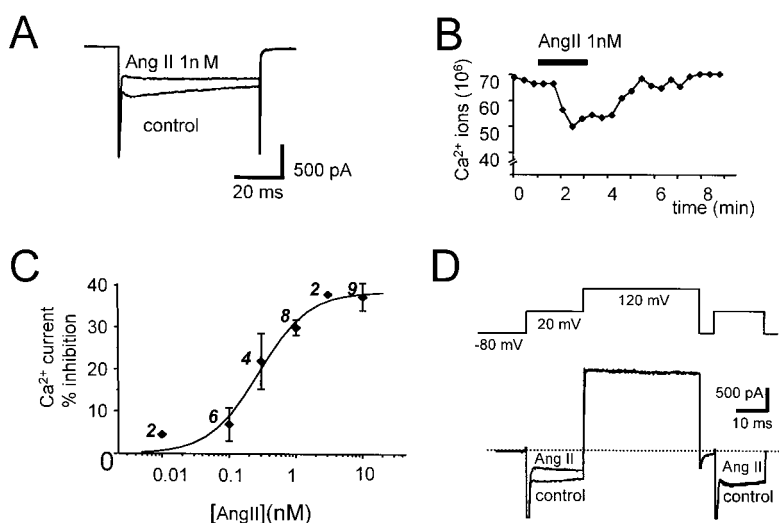 A
Ang II 1n M
control
500 pA
20 ms
B
AngII 1nM
Ca²⁺ ions (10⁶)
70
60
50
40
0 2 4 6 8
time (min)
C
Ca²⁺ current
% inhibition
40
30
20
10
0
2
6
4
8
2
9
0.01 0.1 1 10
[AngII](nM)
D
120 mV
20 mV
-80 mV
500 pA
10 ms
Ang II
control
Ang II
control